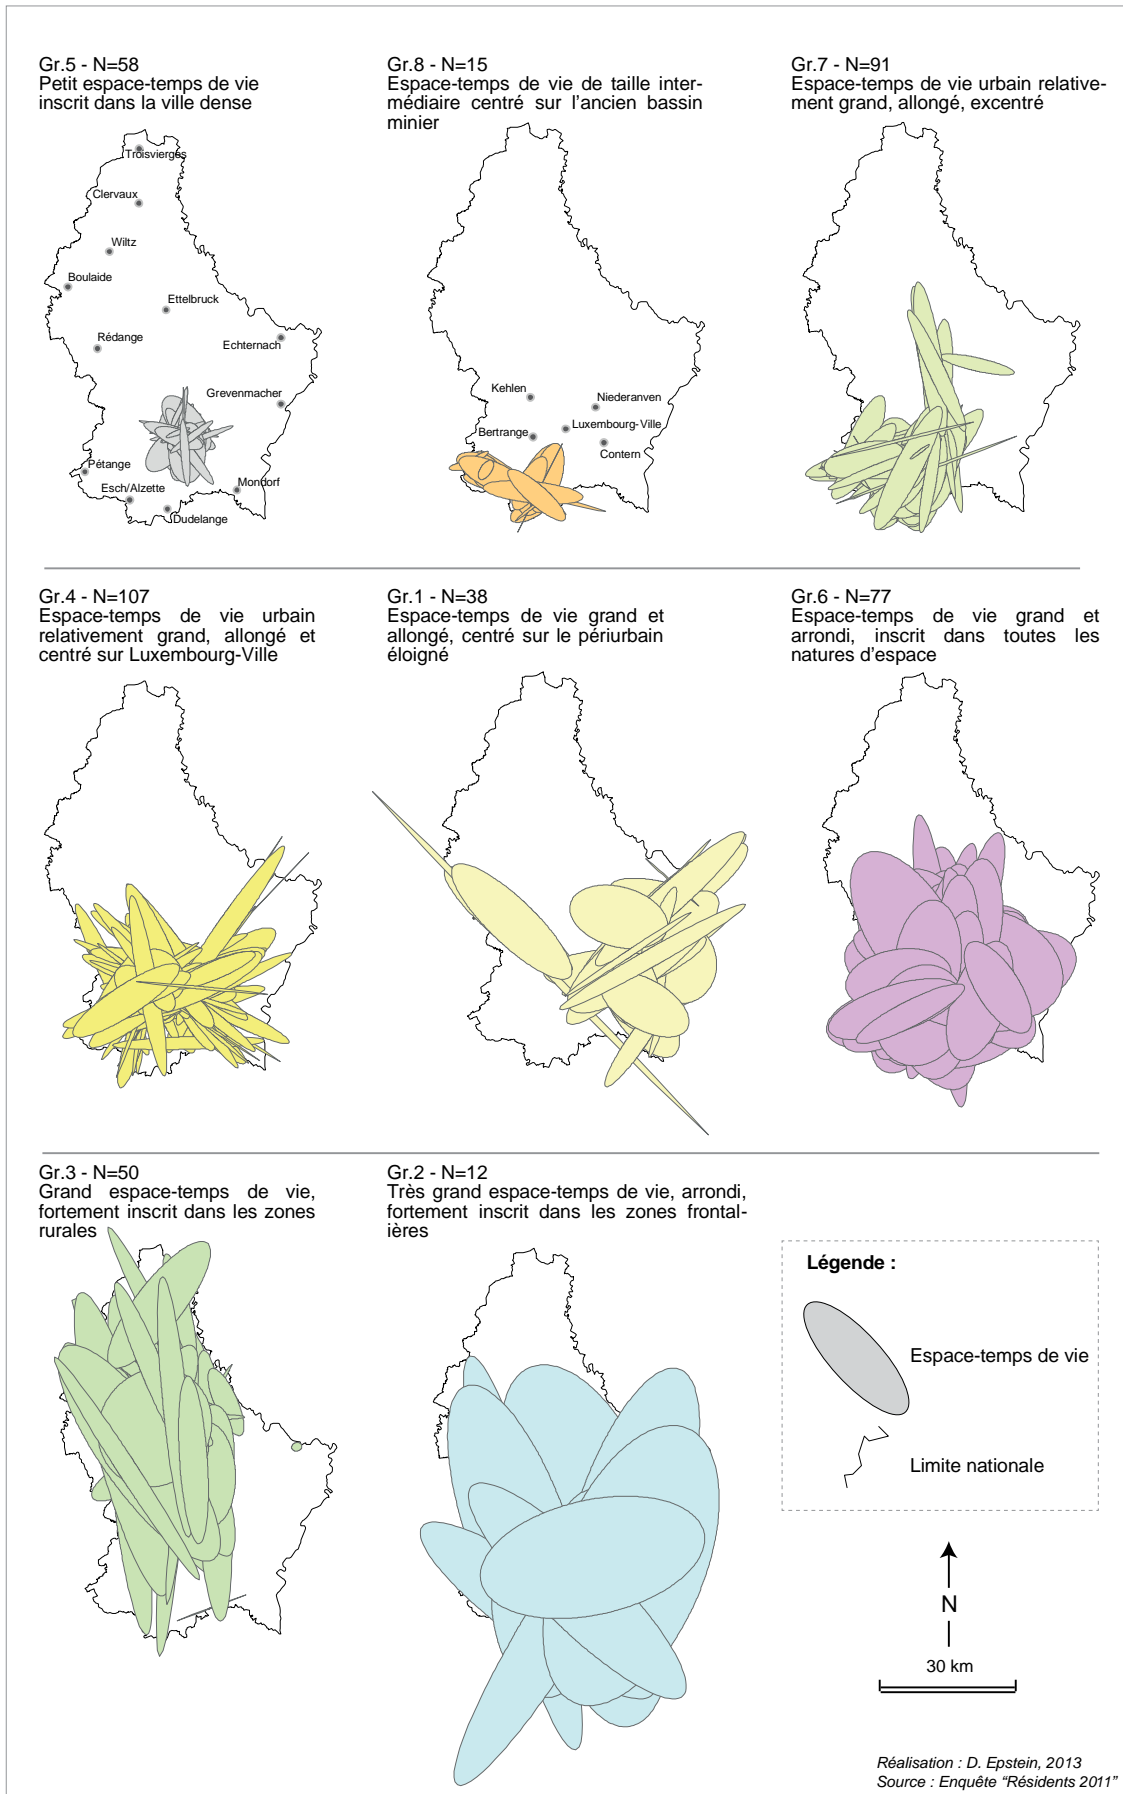 Gr.5 - N=58
Petit espace-temps de vie
inscrit dans la ville dense
Troisvierges
Clervaux
Wiltz
Boulaide
Ettelbruck
Rédange
Echternach
Grevenmacher
Pétange
Esch/Alzette
Mondorf
Dudelange
Gr.8 - N=15
Espace-temps de vie de taille inter-
médiaire centré sur l'ancien bassin
minier
Kehlen
Niederanven
Luxembourg-Ville
Bertrange
Contern
Gr.7 - N=91
Espace-temps de vie urbain relative-
ment grand, allongé, excentré
Gr.4 - N=107
Espace-temps de vie urbain
relativement grand, allongé et
centré sur Luxembourg-Ville
Gr.1 - N=38
Espace-temps de vie grand et
allongé, centré sur le périurbain
éloigné
Gr.6 - N=77
Espace-temps de vie grand et
arrondi, inscrit dans toutes les
natures d'espace
Gr.3 - N=50
Grand espace-temps de vie,
fortement inscrit dans les zones
rurales
Gr.2 - N=12
Très grand espace-temps de vie, arrondi,
fortement inscrit dans les zones frontal-
ières
Légende :
Espace-temps de vie
Limite nationale
N
30 km
Réalisation : D. Epstein, 2013
Source : Enquête “Résidents 2011”